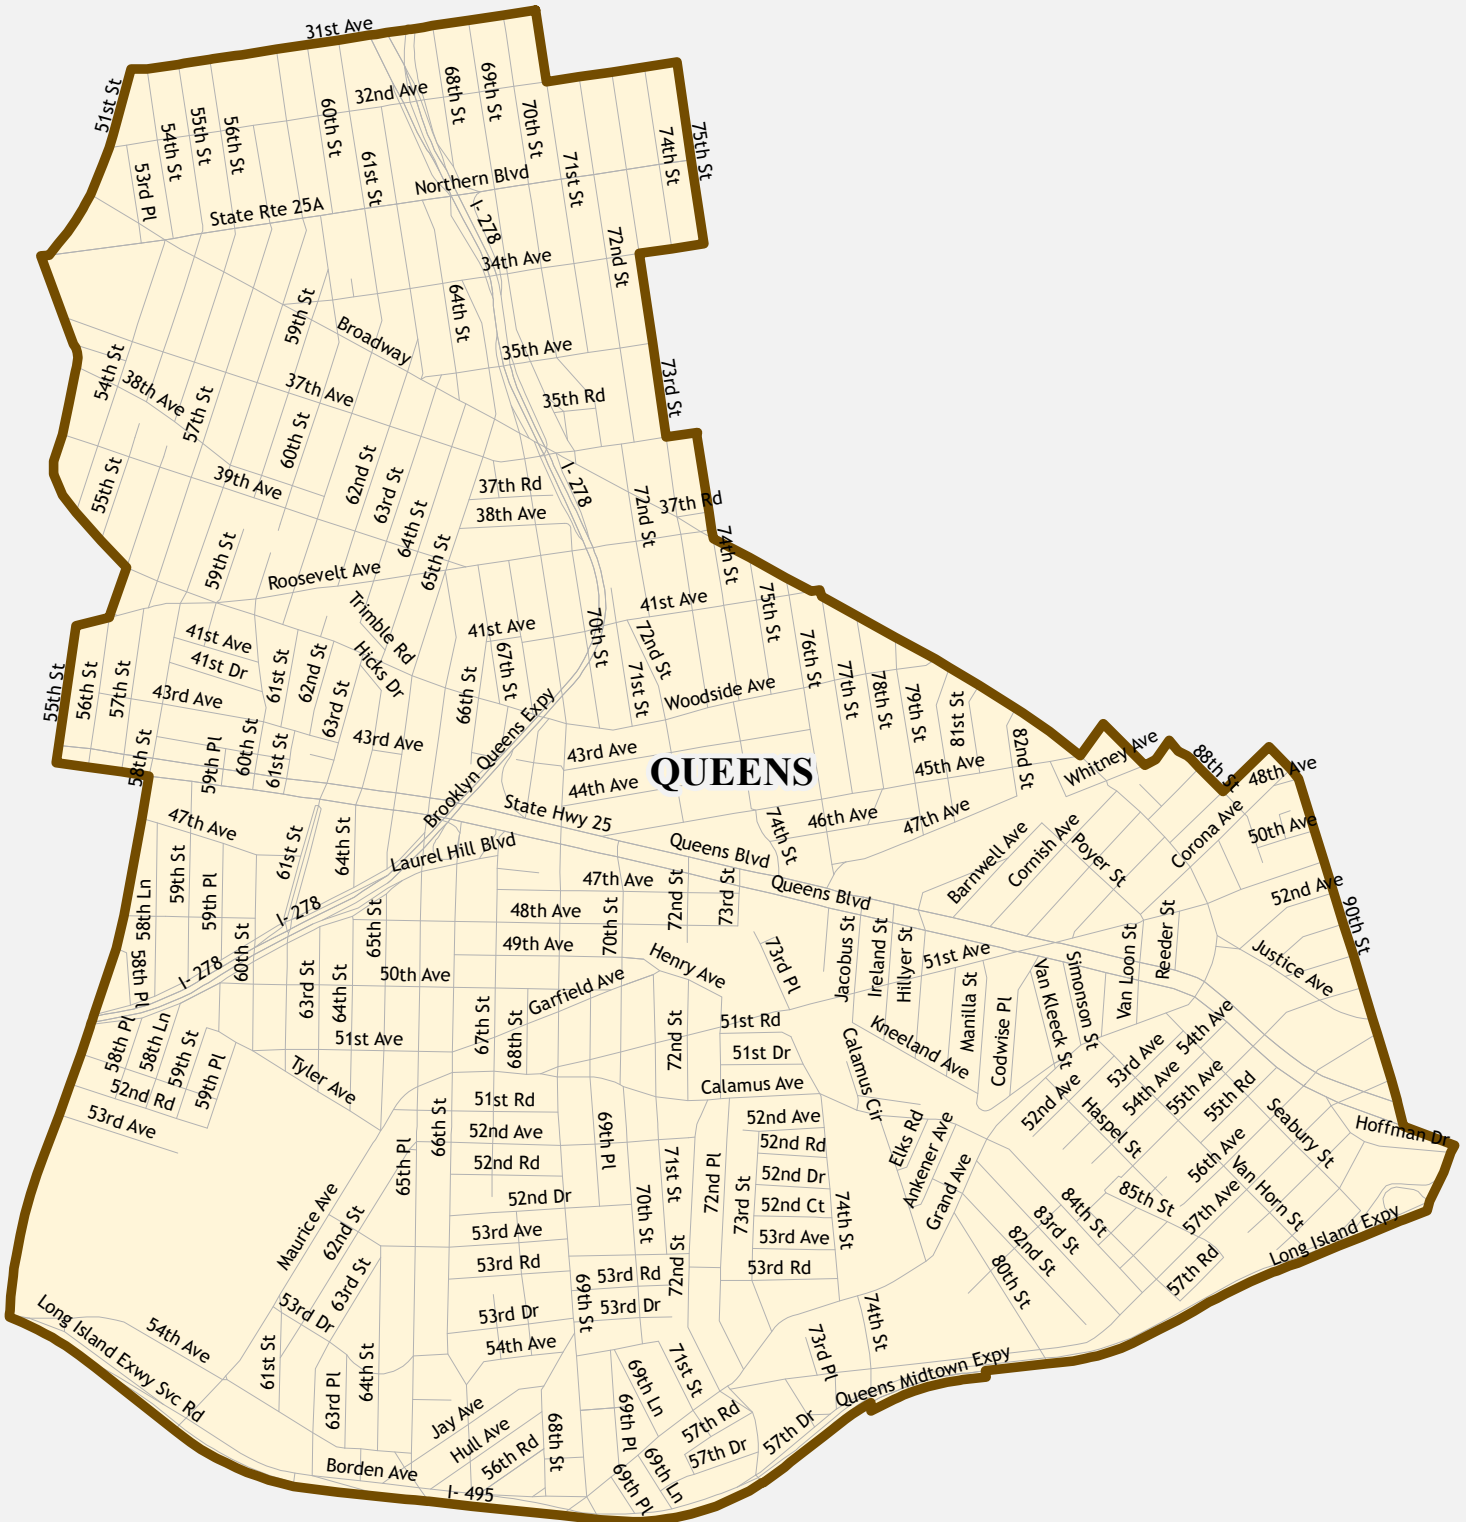 31st Ave
51st St
32nd Ave
68th St
69th St
70th St
60th St
54th St
55th St
56th St
61st St
71st St
74th St
75th St
53rd Pl
Northern Blvd
State Rte 25A
I- 278
72nd St
34th Ave
64th St
59th St
Broadway
35th Ave
54th St
38th Ave
57th St
37th Ave
35th Rd
73rd St
60th St
62nd St
63rd St
39th Ave
55th St
64th St
65th St
37th Rd
38th Ave
I- 278
72nd St
37th Rd
74th St
59th St
Roosevelt Ave
Trimble Rd
Hicks Dr
41st Ave
41st Ave
75th St
70th St
72nd St
76th St
41st Ave
41st Dr
43rd Ave
55th St
56th St
57th St
61st St
62nd St
63rd St
66th St
67th St
71st St
Woodside Ave
77th St
78th St
79th St
81st St
82nd St
58th St
59th Pl
60th St
61st St
43rd Ave
Brooklyn Queens Expy
43rd Ave
44th Ave
QUEENS
45th Ave
Whitney Ave
88th St
48th Ave
47th Ave
61st St
64th St
State Hwy 25
Laurel Hill Blvd
Queens Blvd
74th St
46th Ave
47th Ave
Barnwell Ave
Cornish Ave
Poyer St
Corona Ave
50th Ave
52nd Ave
90th St
58th Ln
59th St
59th Pl
I- 278
65th St
47th Ave
48th Ave
49th Ave
70th St
72nd St
73rd St
Queens Blvd
Jacobus St
Ireland St
Hillyer St
51st Ave
Van Loon St
Reeder St
Justice Ave
58th Pl
I- 278
60th St
63rd St
64th St
50th Ave
Garfield Ave
Henry Ave
73rd Pl
Manilla St
Codwise Pl
Van Kleeck St
Simonson St
58th Pl
58th Ln
59th St
59th Pl
51st Ave
67th St
68th St
72nd St
51st Rd
51st Dr
Calamus Ave
Calamus Cir
Kneeland Ave
52nd Ave
53rd Ave
54th Ave
54th Ave
55th Ave
55th Rd
Haspel St
Seabury St
Hoffman Dr
52nd Rd
53rd Ave
Tyler Ave
65th Pl
66th St
51st Rd
52nd Ave
52nd Rd
52nd Dr
69th Pl
71st St
72nd Pl
73rd St
52nd Ave
52nd Rd
52nd Dr
52nd Ct
53rd Ave
53rd Rd
74th St
Elks Rd
Ankener Ave
Grand Ave
56th Ave
57th Ave
Van Horn St
85th St
84th St
83rd St
82nd St
80th St
57th Rd
Long Island Expy
Maurice Ave
62nd St
63rd St
53rd Dr
53rd Ave
53rd Rd
53rd Dr
54th Ave
70th St
72nd St
53rd Rd
53rd Dr
69th St
Long Island Exwy Svc Rd
54th Ave
61st St
63rd Pl
64th St
71st St
69th Ln
74th St
73rd Pl
Queens Midtown Expy
Jay Ave
Hull Ave
56th Rd
68th St
69th Pl
57th Rd
57th Dr
57th Dr
69th Ln
69th Pl
Borden Ave
I- 495